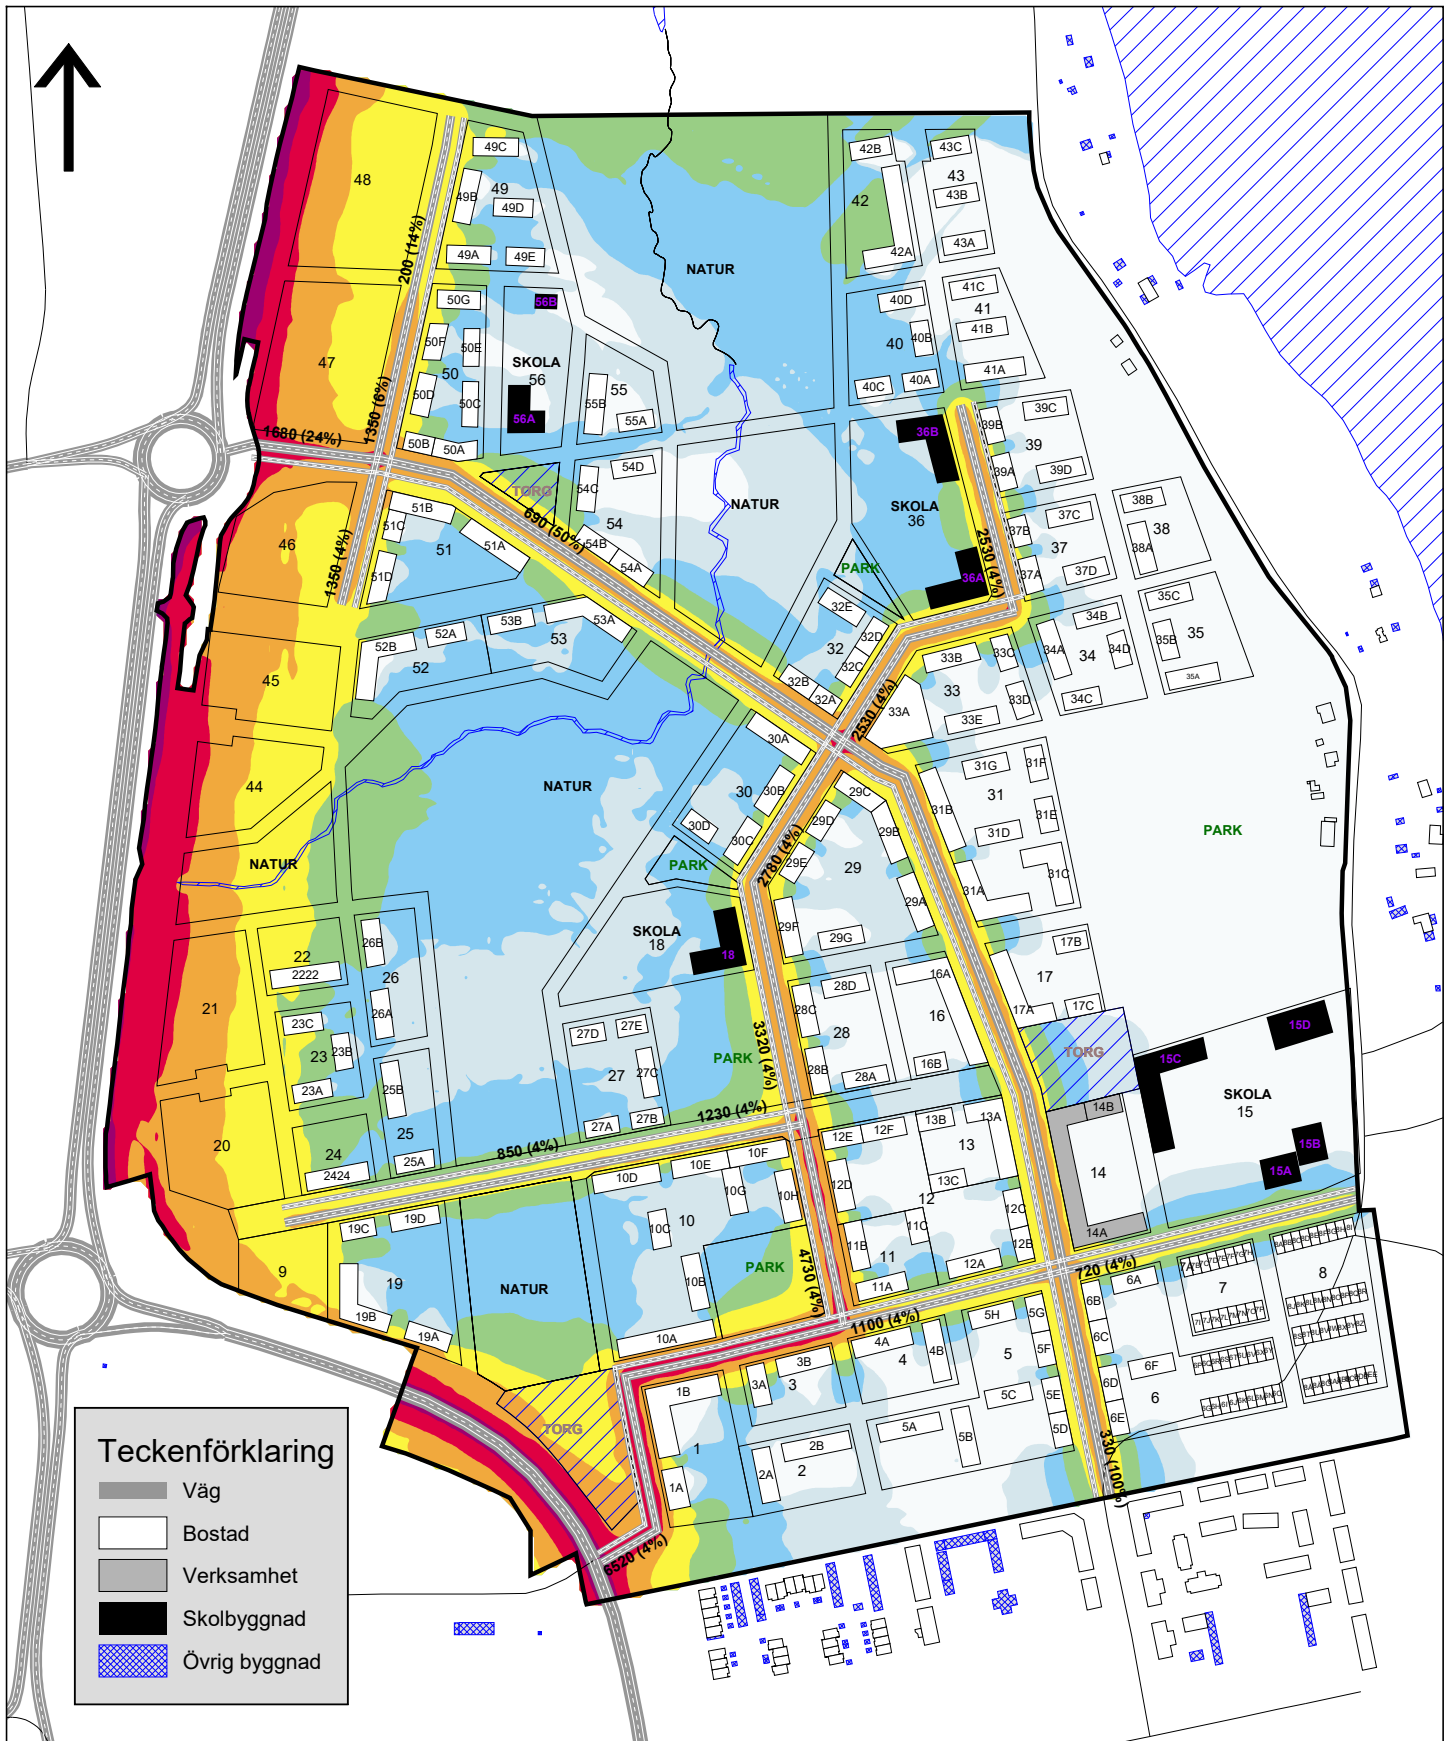 48
49C
49B
49
49D
49A
49E
200 (14%)
42B
43C
43
43B
42
42A
43A
NATUR
47
50G
50F
50E
50
50D
50C
50B
50A
56B
SKOLA
56
56A
55
55B
55A
40D
40B
40
40C
40A
41C
41
41B
41A
1350 (6%)
1680 (24%)
TORG
54D
54C
54
54B
54A
690 (50%)
NATUR
36B
SKOLA
36
36A
2530 (4%)
39C
39B
39
39A
39D
37C
37B
37
37A
37D
38B
38
38A
46
51B
51C
51
51A
51D
1350 (4%)
PARK
32E
32D
32
32C
32B
32A
35C
35B
35
35A
34B
34A
34
34D
34C
52B
52A
52
53B
53A
53
33B
33C
33
33A
33D
33E
2530 (4%)
45
44
NATUR
NATUR
30A
30
30B
30D
30C
PARK
29C
29D
29B
29E
29
29A
29F
29G
2780 (4%)
31G
31F
31
31B
31E
31D
31C
31A
PARK
SKOLA
18
18
26B
26
26A
22
2222
21
23C
23
23B
23A
25B
25
25A
24
2424
20
17B
17
17A
17C
TORG
28D
28C
28
28B
28A
16A
16
16B
27D
27E
27
27C
27A
27B
PARK
3320 (4%)
1230 (4%)
850 (4%)
15D
15C
SKOLA
15
15B
15A
14B
14
14A
12E
12F
13B
13A
13
13C
12D
12
12C
12B
12A
11C
11B
11
11A
10F
10E
10D
10G
10H
10
10C
10B
10A
PARK
4730 (4%
19C
19D
19
19B
19A
9
NATUR
1100 (4%)
720 (4%)
6A
6B
6C
6F
6D
6
6E
7
8
5H
5G
5F
5
5E
5C
5D
5A
5B
4A
4B
4
3B
3A
3
2B
2A
2
1B
1
1A
TORG
6520 (4%)
330 (100%)
Teckenförklaring
Väg
Bostad
Verksamhet
Skolbyggnad
Övrig byggnad